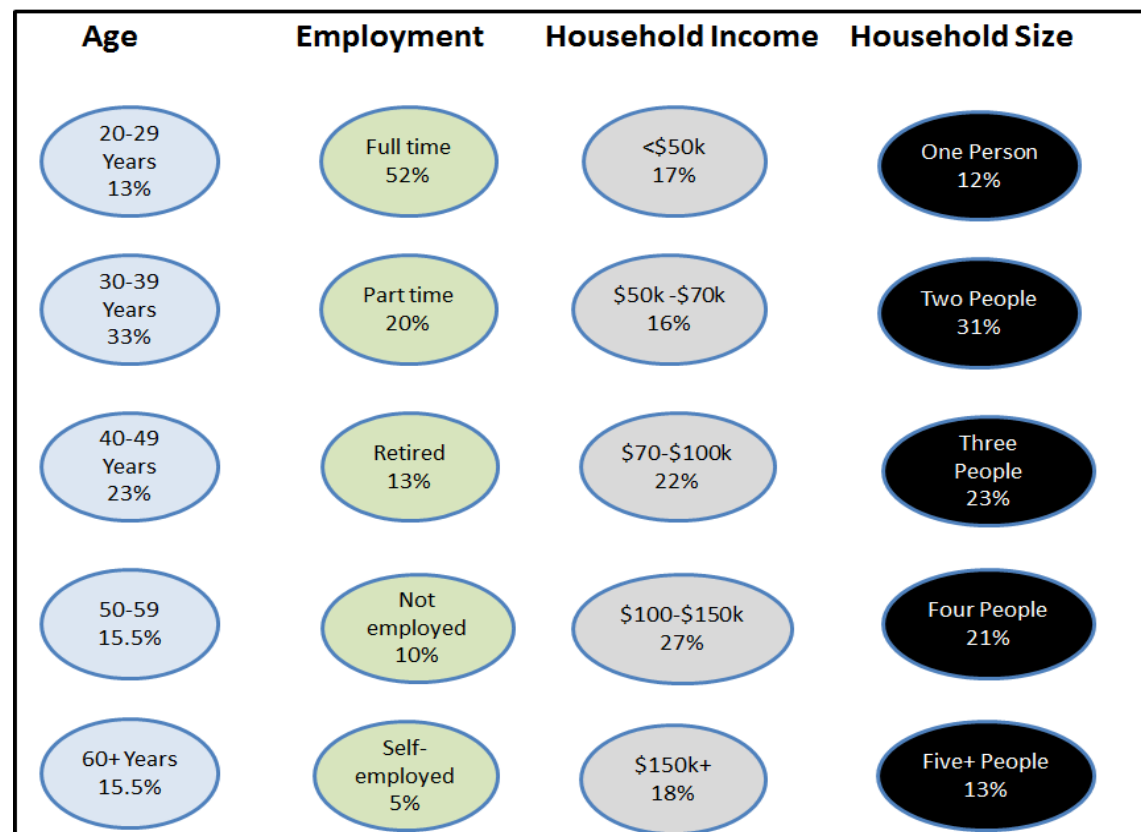 Age Employment Household Income Household Size
20-29
Years
13%
Full time
52%
<$50k
17%
One Person
12%
30-39
Years
33%
Part time
20%
$50k -$70k
16%
Two People
31%
40-49
Years
23%
Retired
13%
$70-$100k
22%
Three
People
23%
50-59
15.5%
Not
employed
10%
$100-$150k
27%
Four People
21%
60+ Years
15.5%
Self-
employed
5%
$150k+
18%
Five+ People
13%